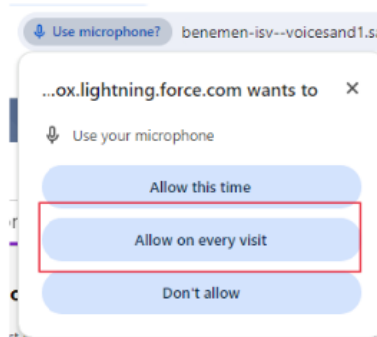 Use microphone? benemen-isv--voicesand1.sa
...ox.lightning.force.com wants to
Use your microphone
Allow this time
Allow on every visit
Don't allow